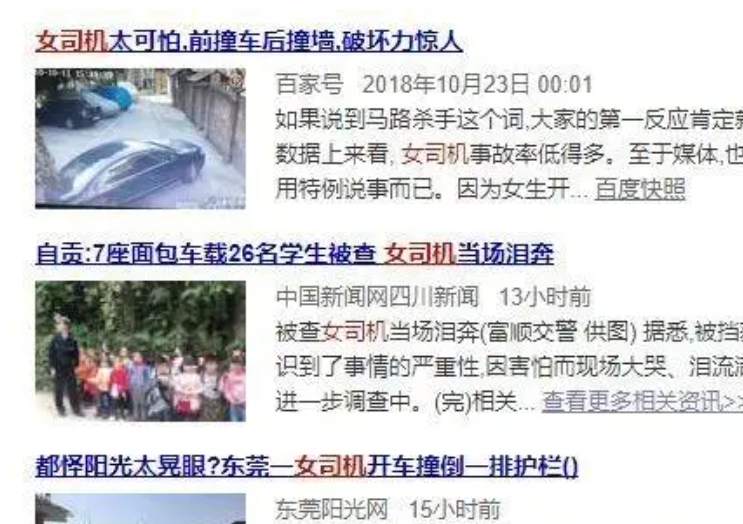 女司机太可怕,前撞车后撞墙,破坏力惊人
百家号 2018年10月23日 00:01
如果说到马路杀手这个词,大家的第一反应肯定
数据上来看, 女司机事故率低得多。至于媒体,也
用特例说事而已。因为女生开... 百度快照
自贡:7座面包车载26名学生被查 女司机当场泪奔
中国新闻网四川新闻 13小时前
被查女司机当场泪奔(富顺交警 供图) 据悉,被挡
识到了事情的严重性,因害怕而现场大哭、泪流
进一步调查中。(完)相关... 查看更多相关资讯>>
都怪阳光太晃眼?东莞一女司机开车撞倒一排护栏()
东莞阳光网 15小时前